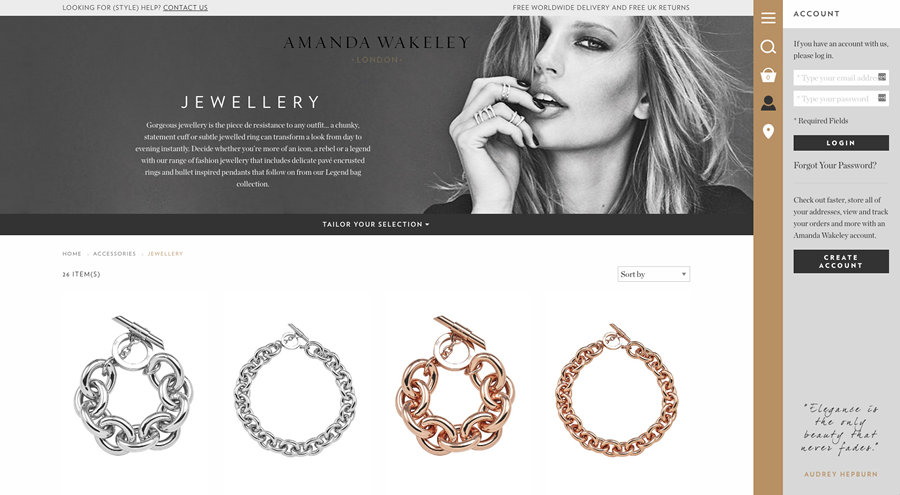 LOOKING FOR (STYLE) HELP? CONTACT US
FREE WORLDWIDE DELIVERY AND FREE UK RETURNS
AMANDA WAKELEY
· LONDON ·
JEWELLERY
Gorgeous jewellery is the piece de resistance to any outfit... a chunky,
statement cuff or subtle jewelled ring can transform a look from day to
evening instantly. Decide whether you're more of an icon, a rebel or a legend
with our range of fashion jewellery that includes delicate pavé encrusted
rings and bullet inspired pendants that follow on from our Legend bag
collection.
TAILOR YOUR SELECTION
HOME
ACCESSORIES
JEWELLERY
26 ITEM(S)
Sort by
0
ACCOUNT
If you have an account with us,
please log in.
* Type your email addre
* Type your password
* Required Fields
LOGIN
Forgot Your Password?
Check out faster, store all of
your addresses, view and track
your orders and more with an
Amanda Wakeley account.
CREATE
ACCOUNT
"Elegance is
the only
beauty that
never fades."
AUDREY HEPBURN